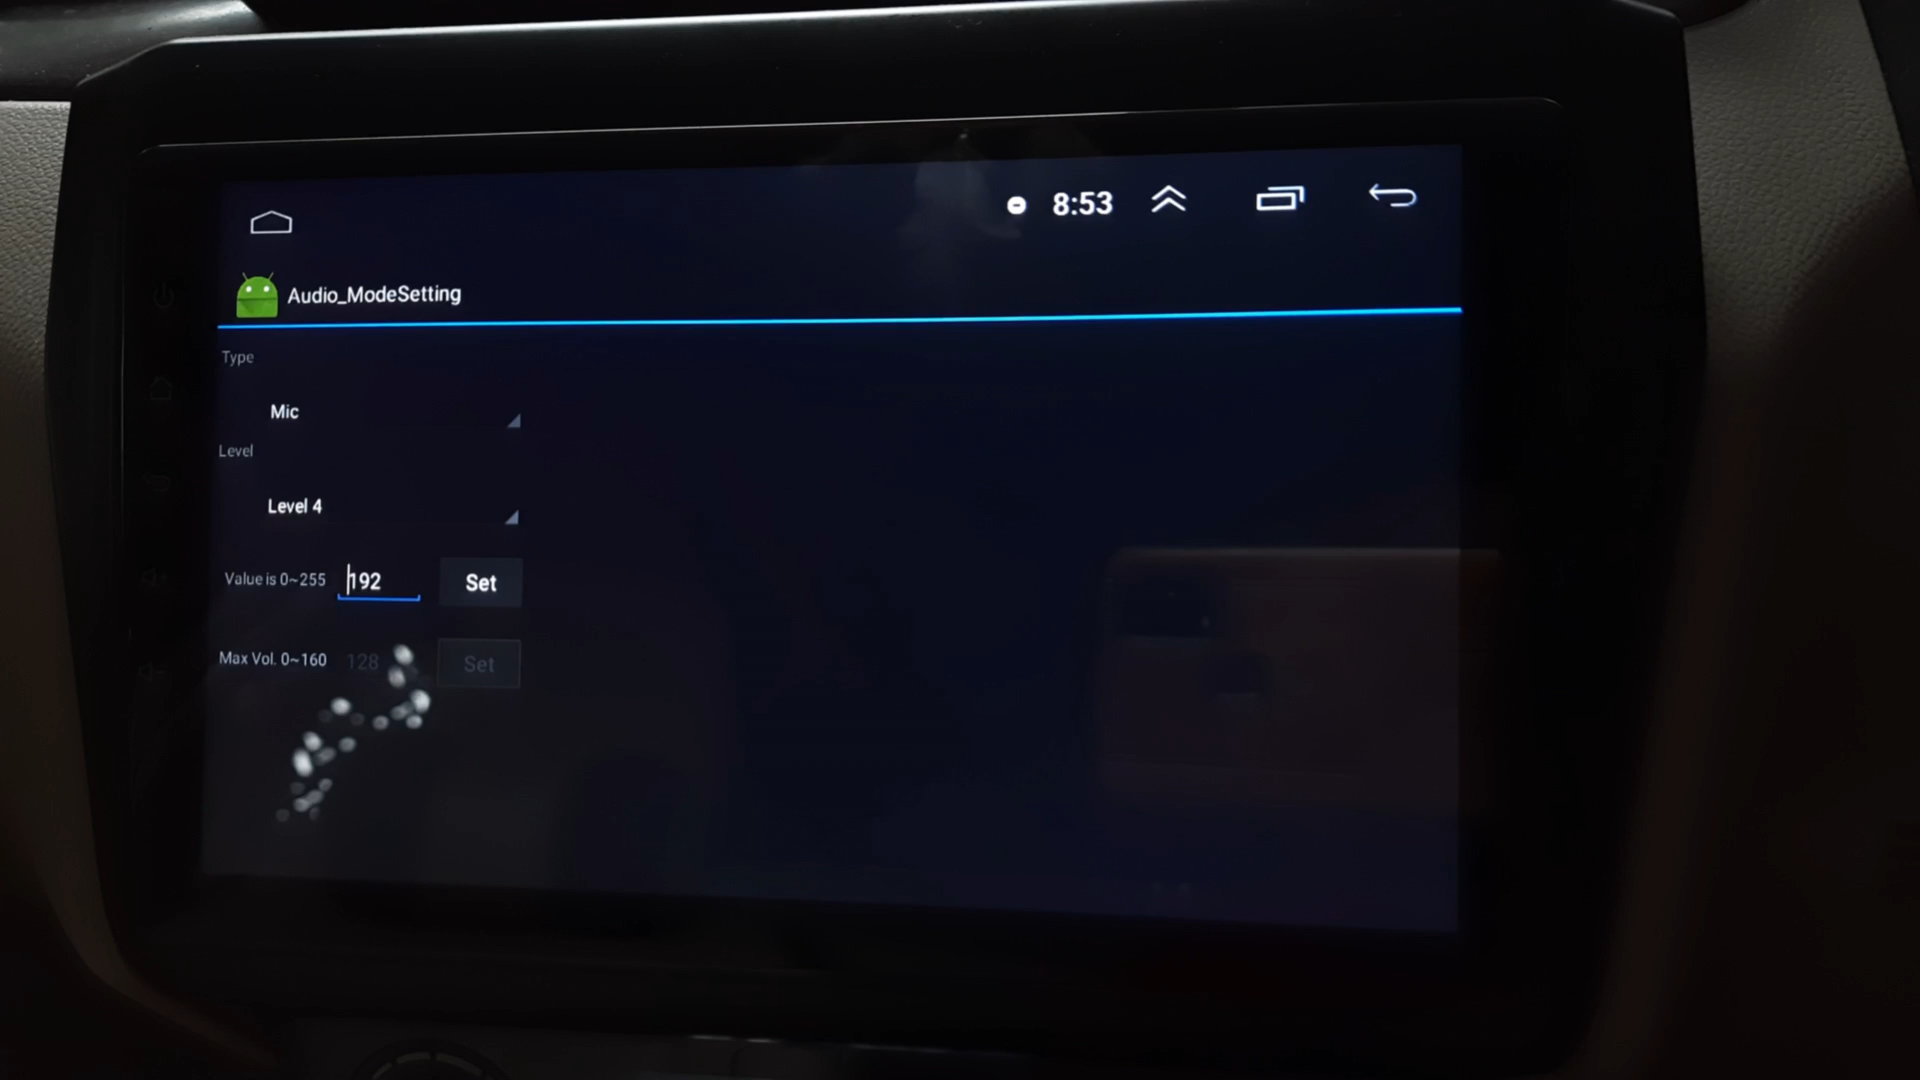 8:53
Audio_ModeSetting
Type
Mic
Level
Level 4
Value is 0~255 192 Set
Max Vol. 0~160 128 Set